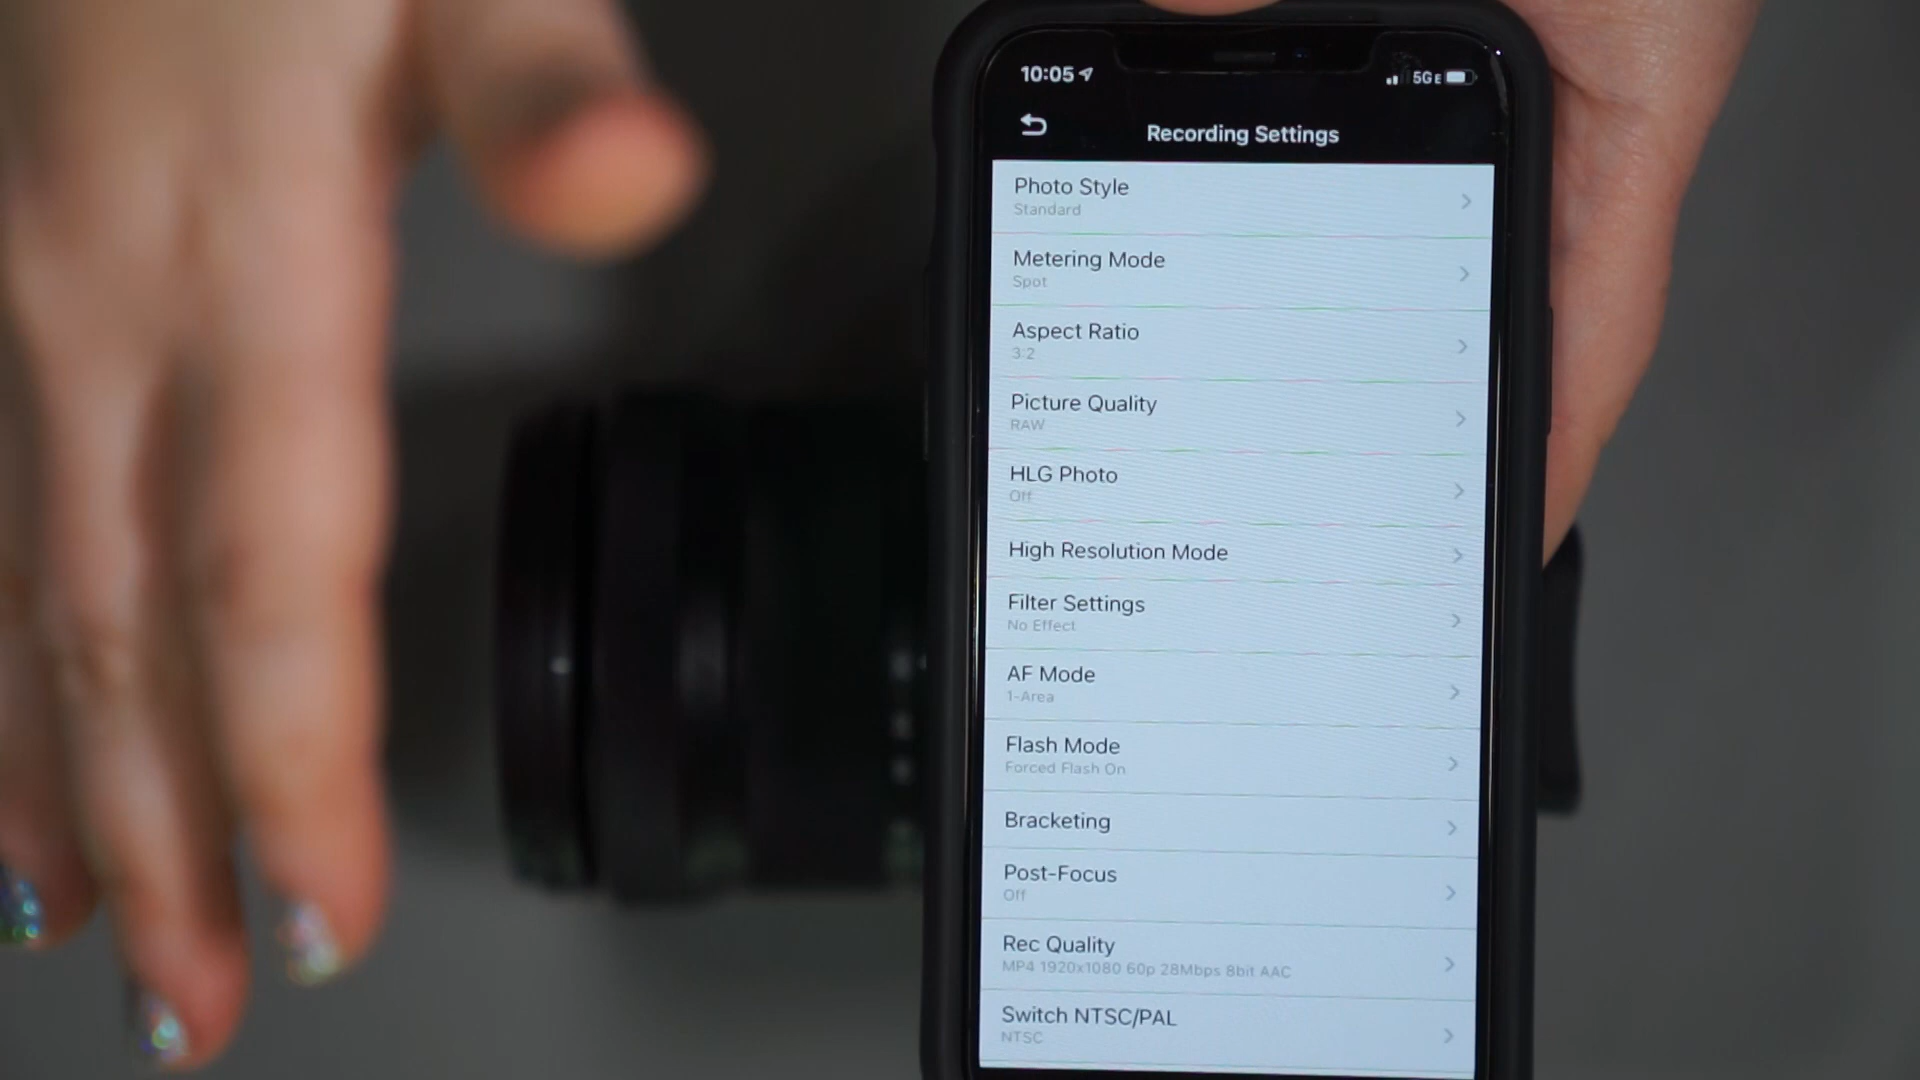 10:05
5GE
Recording Settings
Photo Style
Standard
Metering Mode
Spot
Aspect Ratio
3:2
Picture Quality
RAW
HLG Photo
Off
High Resolution Mode
Filter Settings
No Effect
AF Mode
1-Area
Flash Mode
Forced Flash On
Bracketing
Post-Focus
Off
Rec Quality
MP4 1920x1080 60p 28Mbps 8bit AAC
Switch NTSC/PAL
NTSC